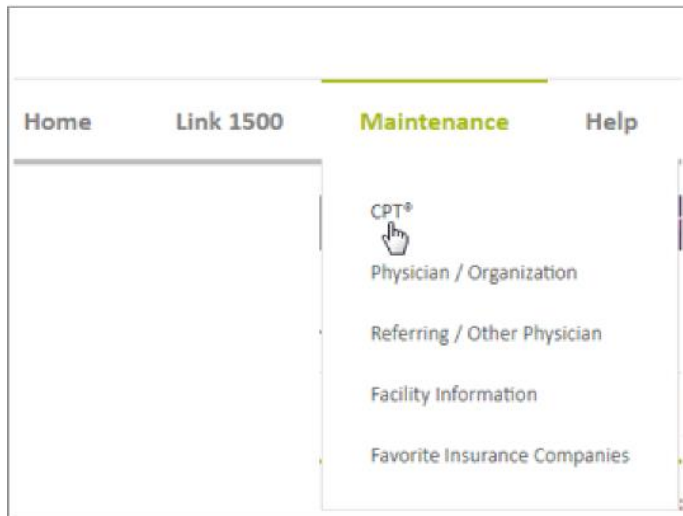 Home Link 1500 Maintenance Help
CPT®
Physician / Organization
Referring / Other Physician
Facility Information
Favorite Insurance Companies